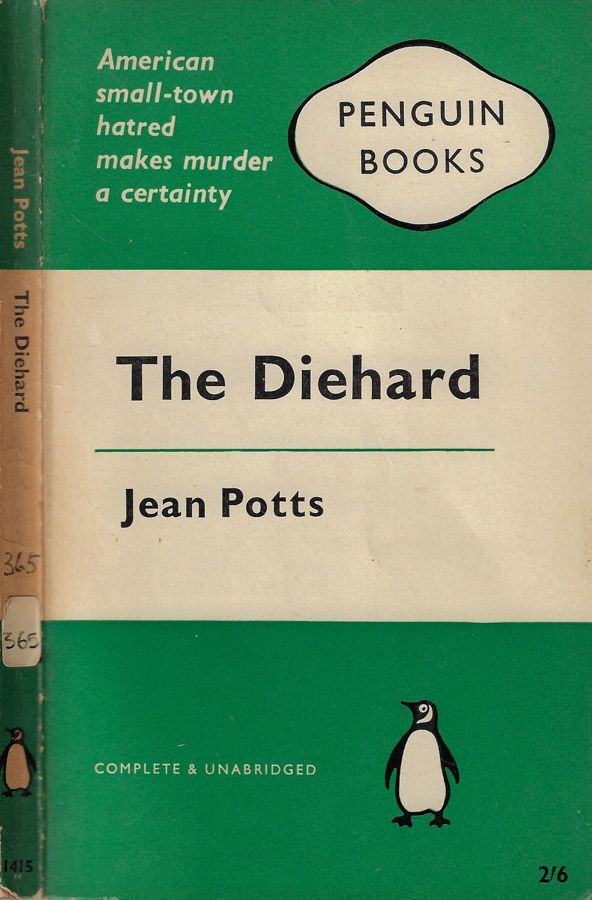 American
small-town
hatred
makes murder
a certainty
PENGUIN
BOOKS
The Diehard
Jean Potts
COMPLETE & UNABRIDGED
2/6
Jean Potts
The Diehard
365
365
1415